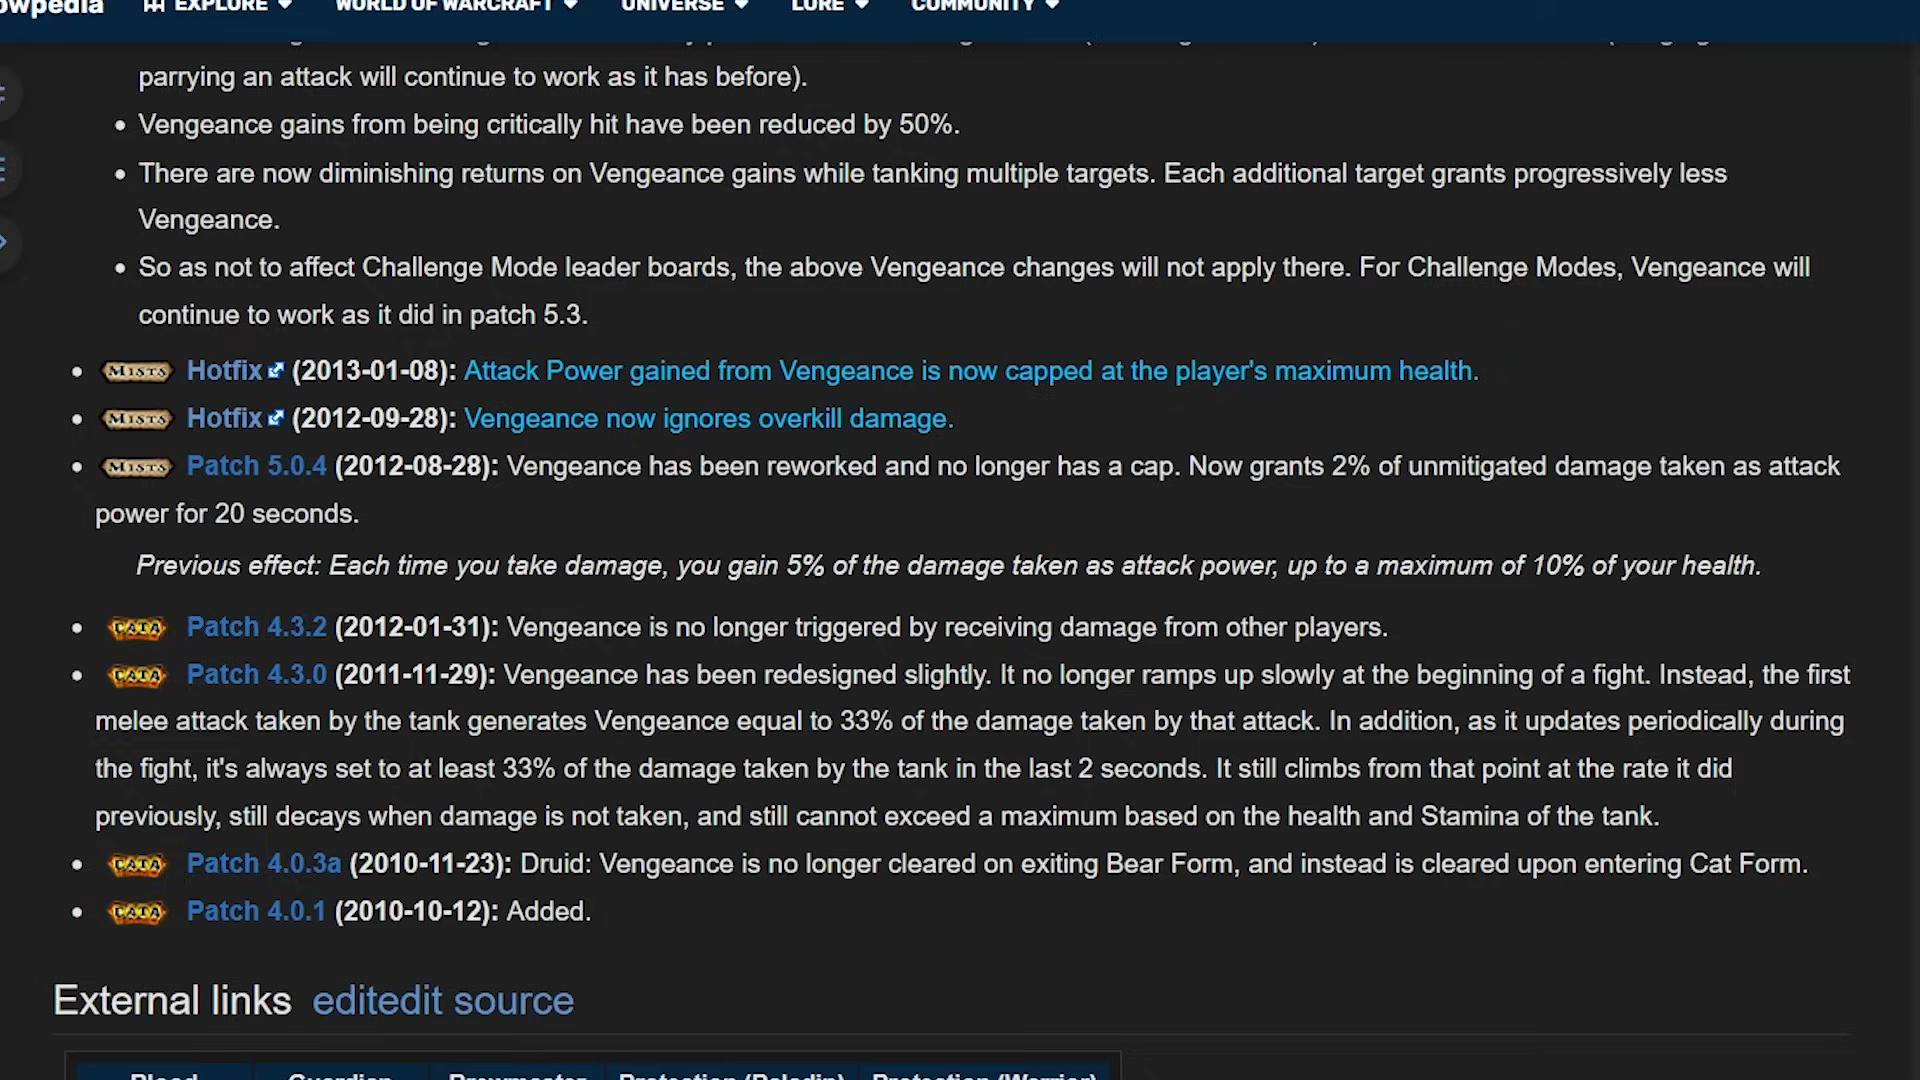 owpedia EXPLORE WORLD OF WARCRAFT UNIVERSE LORE COMMUNITY
parrying an attack will continue to work as it has before).
• Vengeance gains from being critically hit have been reduced by 50%.
• There are now diminishing returns on Vengeance gains while tanking multiple targets. Each additional target grants progressively less
Vengeance.
• So as not to affect Challenge Mode leader boards, the above Vengeance changes will not apply there. For Challenge Modes, Vengeance will
continue to work as it did in patch 5.3.
• MISTS Hotfix (2013-01-08): Attack Power gained from Vengeance is now capped at the player's maximum health.
• MISTS Hotfix (2012-09-28): Vengeance now ignores overkill damage.
• MISTS Patch 5.0.4 (2012-08-28): Vengeance has been reworked and no longer has a cap. Now grants 2% of unmitigated damage taken as attack
power for 20 seconds.
Previous effect: Each time you take damage, you gain 5% of the damage taken as attack power, up to a maximum of 10% of your health.
• CATA Patch 4.3.2 (2012-01-31): Vengeance is no longer triggered by receiving damage from other players.
• CATA Patch 4.3.0 (2011-11-29): Vengeance has been redesigned slightly. It no longer ramps up slowly at the beginning of a fight. Instead, the first
melee attack taken by the tank generates Vengeance equal to 33% of the damage taken by that attack. In addition, as it updates periodically during
the fight, it's always set to at least 33% of the damage taken by the tank in the last 2 seconds. It still climbs from that point at the rate it did
previously, still decays when damage is not taken, and still cannot exceed a maximum based on the health and Stamina of the tank.
• CATA Patch 4.0.3a (2010-11-23): Druid: Vengeance is no longer cleared on exiting Bear Form, and instead is cleared upon entering Cat Form.
• CATA Patch 4.0.1 (2010-10-12): Added.
External links editedit source
Blood Guardian Brewmaster Protection (Paladin) Protection (Warrior)